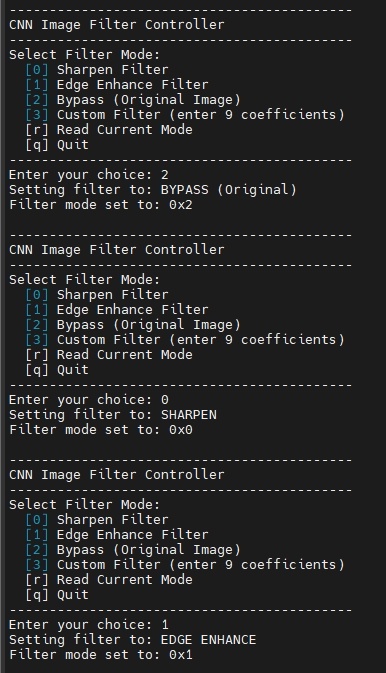 -----------------------------------------
CNN Image Filter Controller
-----------------------------------------
Select Filter Mode:
[0] Sharpen Filter
[1] Edge Enhance Filter
[2] Bypass (Original Image)
[3] Custom Filter (enter 9 coefficients)
[r] Read Current Mode
[q] Quit
-----------------------------------------
Enter your choice: 2
Setting filter to: BYPASS (Original)
Filter mode set to: 0x2
-----------------------------------------
CNN Image Filter Controller
-----------------------------------------
Select Filter Mode:
[0] Sharpen Filter
[1] Edge Enhance Filter
[2] Bypass (Original Image)
[3] Custom Filter (enter 9 coefficients)
[r] Read Current Mode
[q] Quit
-----------------------------------------
Enter your choice: 0
Setting filter to: SHARPEN
Filter mode set to: 0x0
-----------------------------------------
CNN Image Filter Controller
-----------------------------------------
Select Filter Mode:
[0] Sharpen Filter
[1] Edge Enhance Filter
[2] Bypass (Original Image)
[3] Custom Filter (enter 9 coefficients)
[r] Read Current Mode
[q] Quit
-----------------------------------------
Enter your choice: 1
Setting filter to: EDGE ENHANCE
Filter mode set to: 0x1